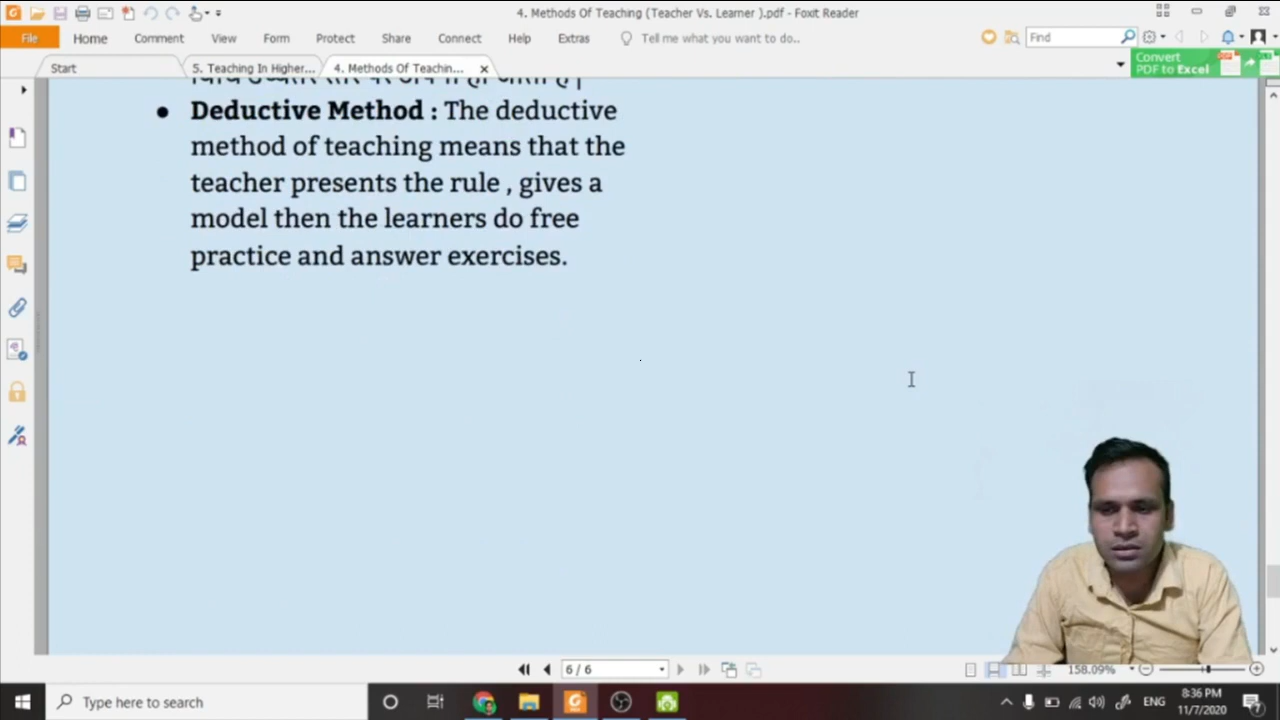 4. Methods Of Teaching (Teacher Vs. Learner ).pdf - Foxit Reader
File Home Comment View Form Protect Share Connect Help Extras Tell me what you want to do.. Find
Start 5. Teaching In Higher... 4. Methods Of Teachin...
Convert
PDF to Excel
● Deductive Method : The deductive
method of teaching means that the
teacher presents the rule , gives a
model then the learners do free
practice and answer exercises.
6 / 6
158.09%
Type here to search
ENG
8:36 PM
11/7/2020